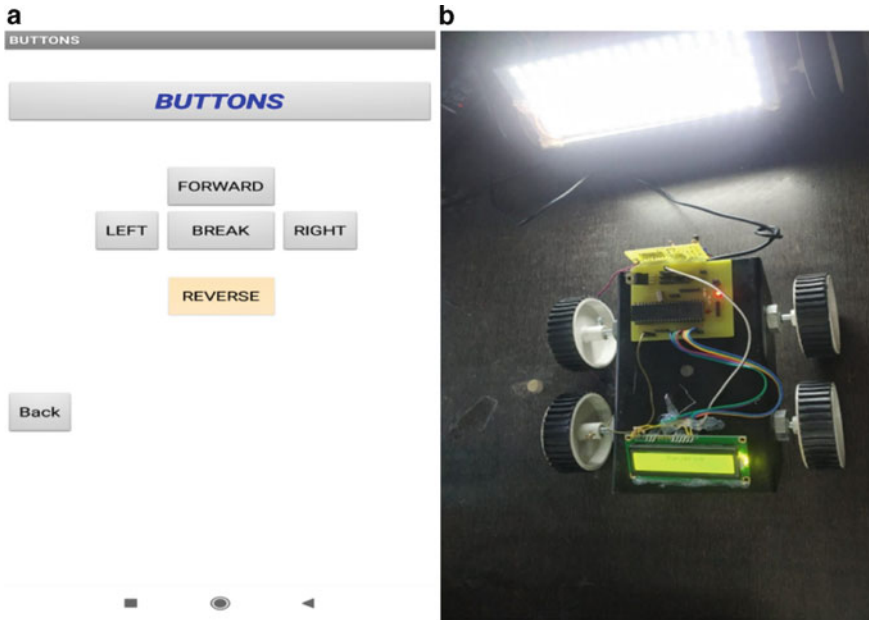 a
b
BUTTONS
BUTTONS
FORWARD
LEFT BREAK RIGHT
REVERSE
Back